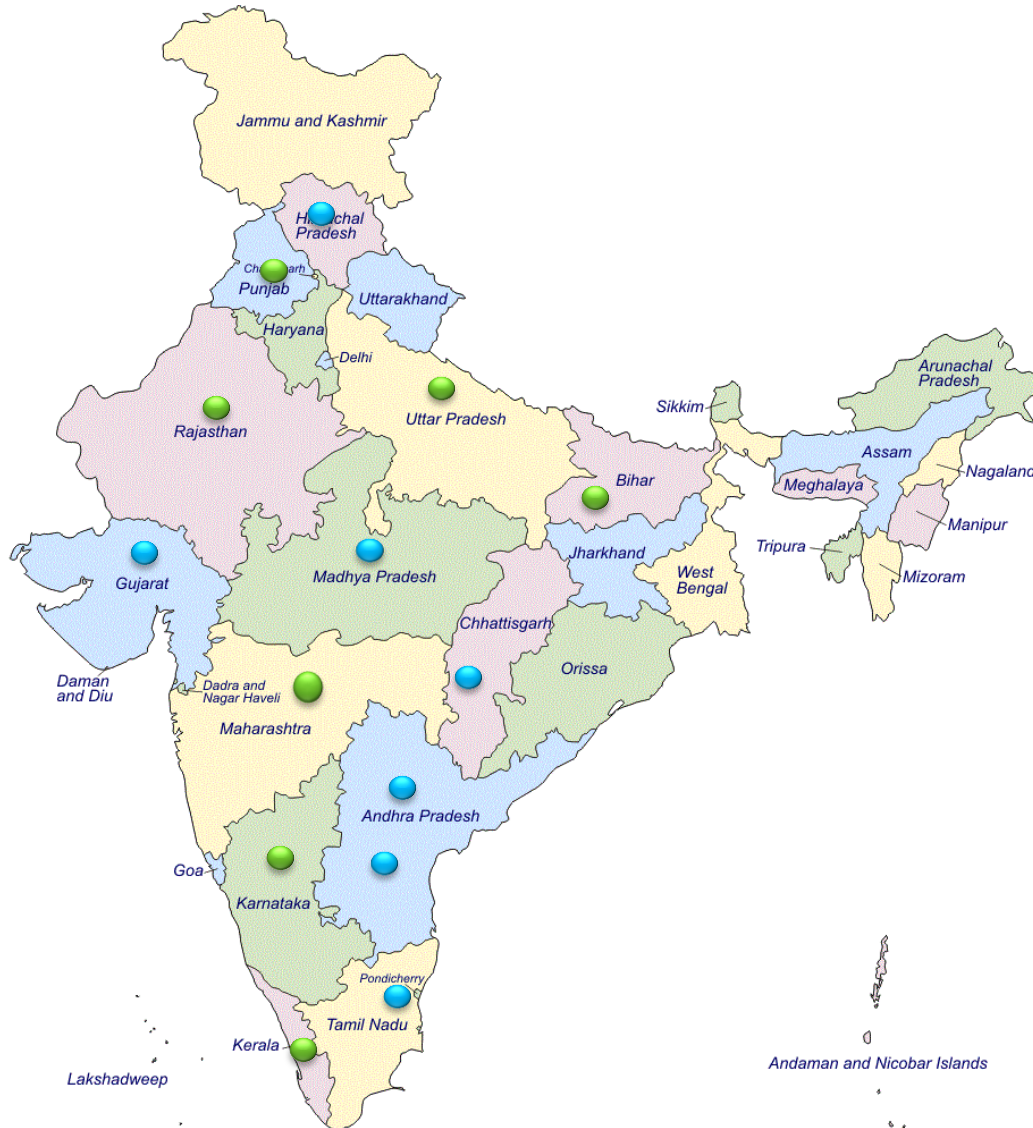 Jammu and Kashmir
Pradesh
Punjab
Uttarakhand
Haryana
Delhi
Arunachal
Pradesh
Sikkim
Uttar Pradesh
Rajasthan
Assam
Nagaland
Bihar
Meghalaya
Manipur
Jharkhand
Tripura
Gujarat
Madhya Pradesh
West
Bengal
Mizoram
Chhattisgarh
Orissa
Daman
and Diu
Dadra and
Nagar Haveli
Maharashtra
Andhra Pradesh
Goa
Karnataka
Pondicherry
Tamil Nadu
Kerala
Andaman and Nicobar Islands
Lakshadweep